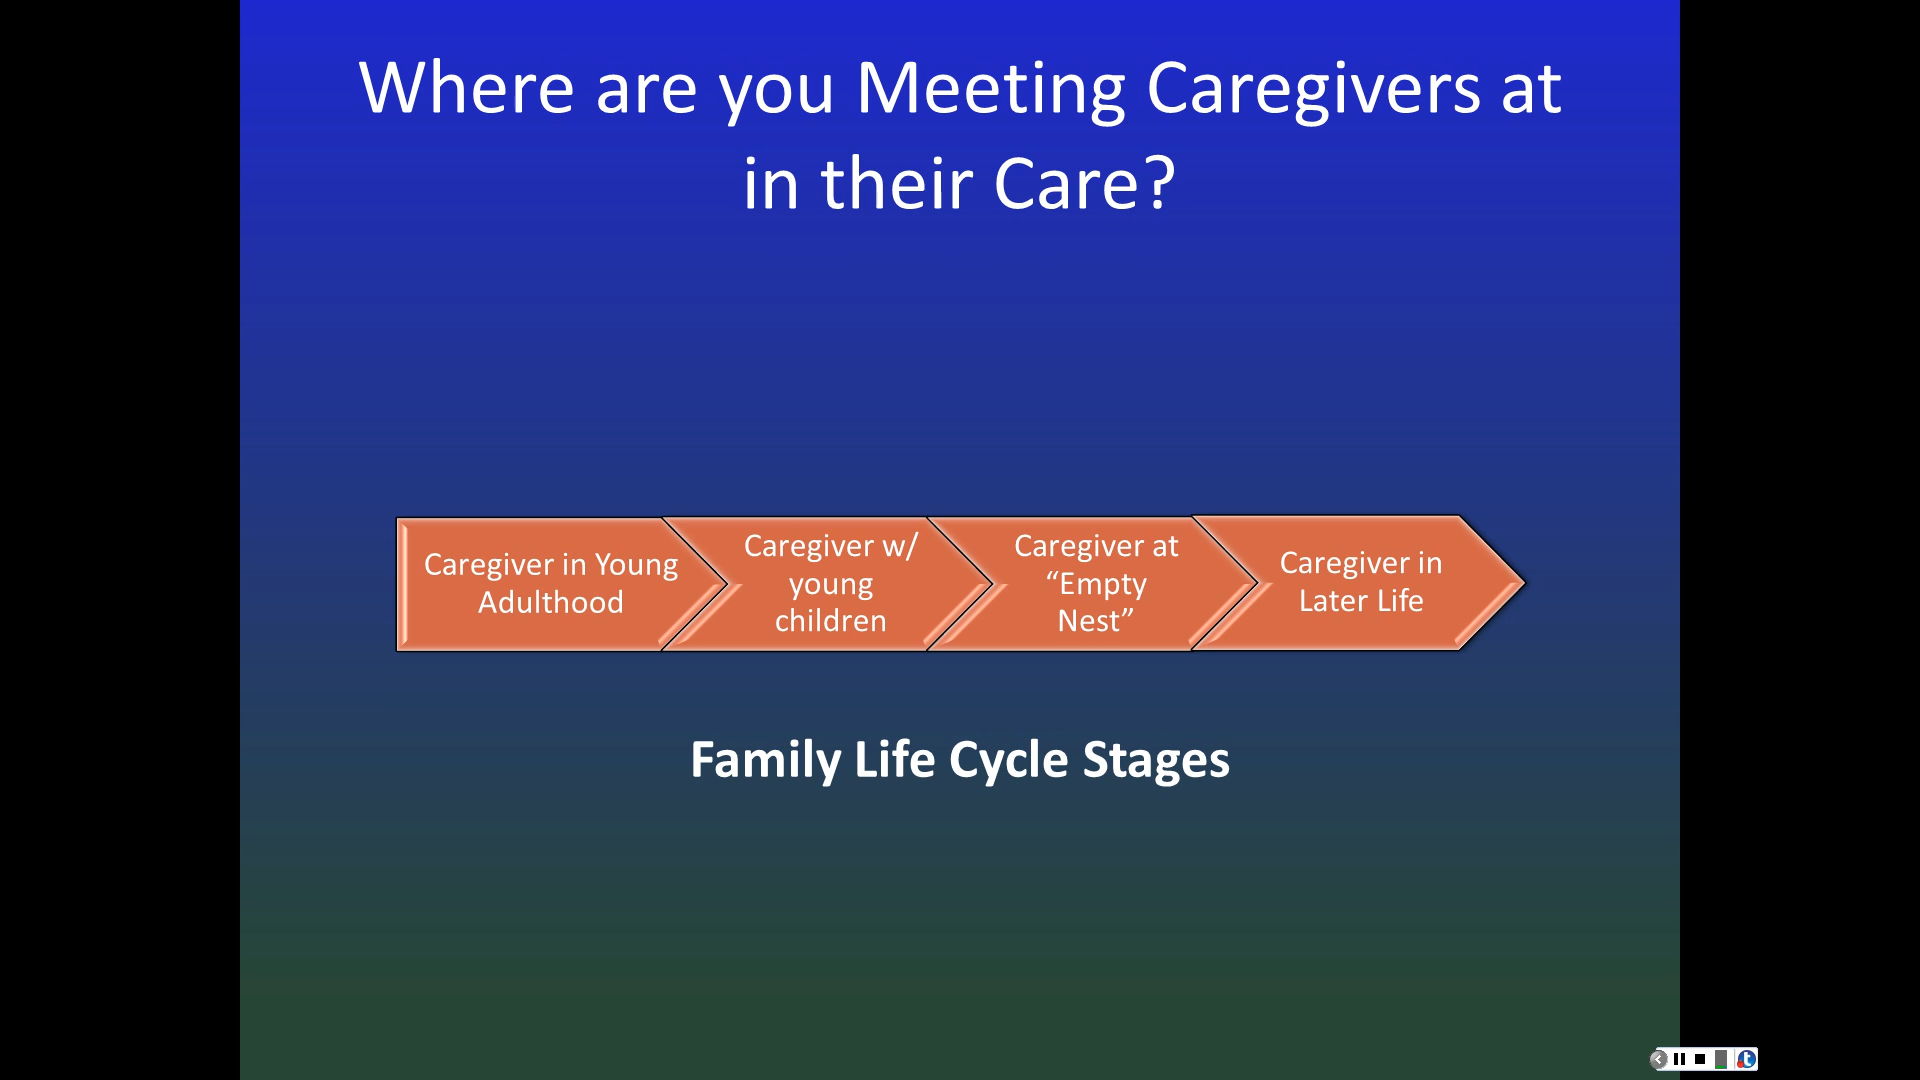 Where are you Meeting Caregivers at
in their Care?
Caregiver in Young
Adulthood
Caregiver w/
young
children
Caregiver at
“Empty
Nest”
Caregiver in
Later Life
Family Life Cycle Stages